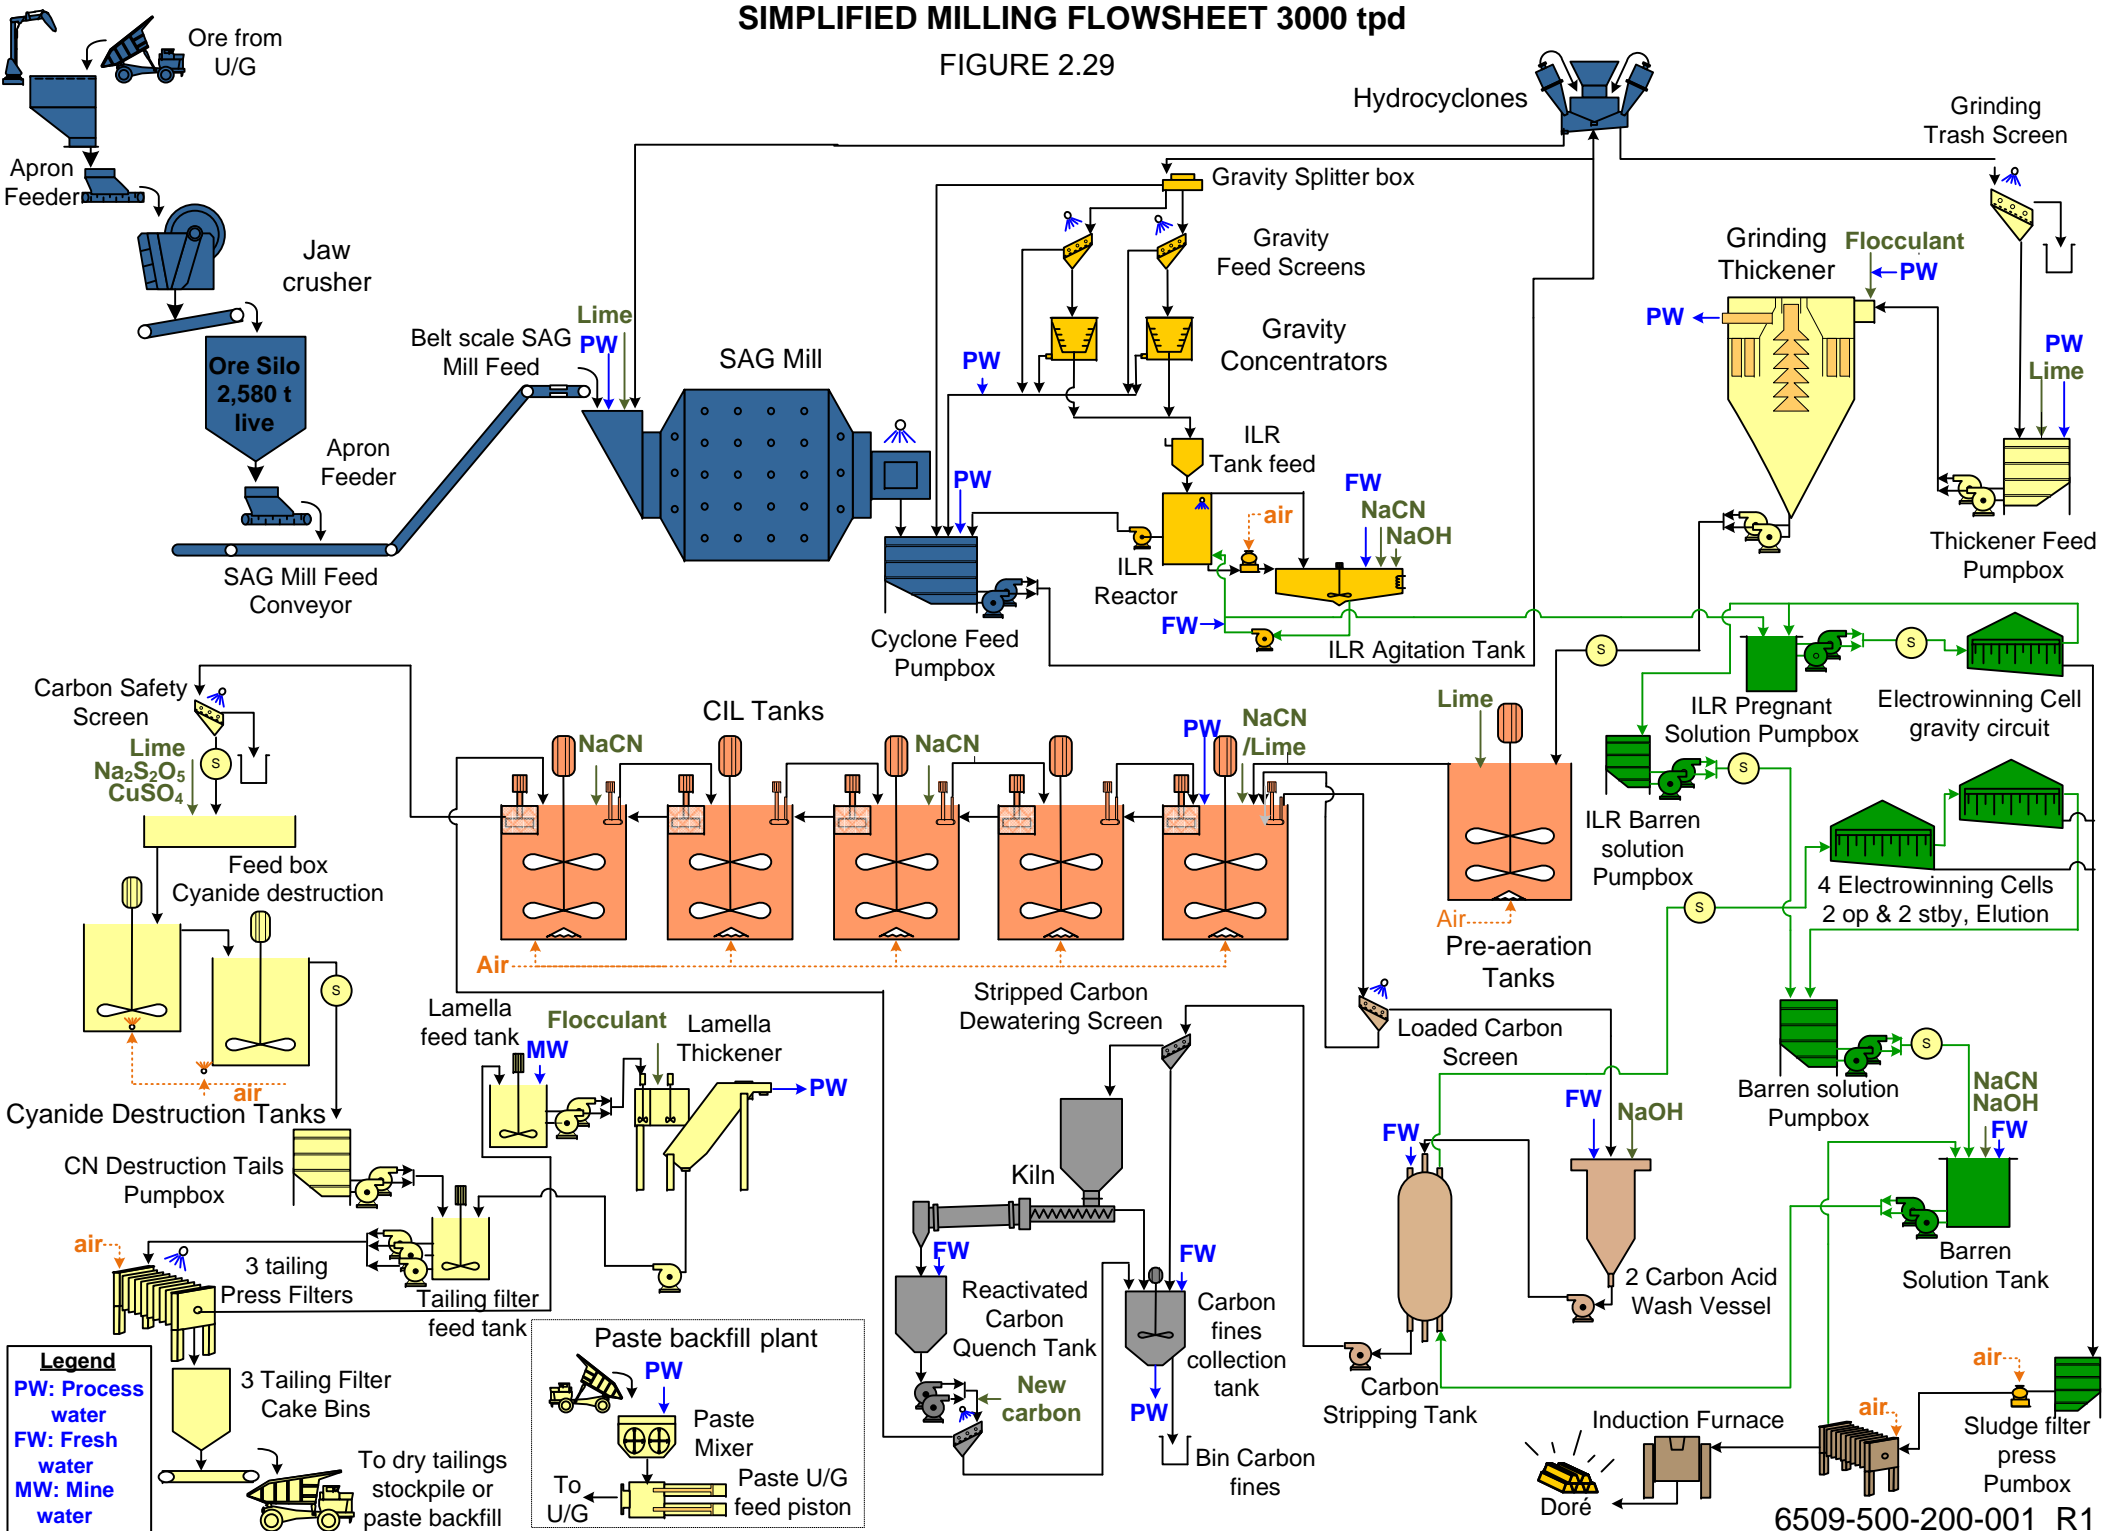 SIMPLIFIED MILLING FLOWSHEET 3000 tpd
FIGURE 2.29
Ore from
U/G
Apron
Feeder
Jaw
crusher
Ore Silo
2,580 t
live
Apron
Feeder
SAG Mill Feed
Conveyor
Belt scale SAG
Mill Feed
Lime
PW
SAG Mill
Hydrocyclones
Gravity Splitter box
Gravity
Feed Screens
Gravity
Concentrators
PW
ILR
Tank feed
PW
FW
NaCN
NaOH
air
ILR
Reactor
FW
ILR Agitation Tank
Cyclone Feed
Pumpbox
Grinding
Trash Screen
Grinding
Thickener
Flocculant
PW
PW
PW
Lime
Thickener Feed
Pumpbox
S
S
ILR Pregnant
Solution Pumpbox
Electrowinning Cell
gravity circuit
S
ILR Barren
solution
Pumpbox
S
4 Electrowinning Cells
2 op & 2 stby, Elution
Carbon Safety
Screen
Lime
Na2S2O5
CuSO4
S
Feed box
Cyanide destruction
S
air
Cyanide Destruction Tanks
CN Destruction Tails
Pumpbox
CIL Tanks
NaCN
NaCN
PW
NaCN
/Lime
Air
Lime
Air
Pre-aeration
Tanks
Lamella
feed tank
MW
Flocculant
Lamella
Thickener
PW
Stripped Carbon
Dewatering Screen
Loaded Carbon
Screen
S
Barren solution
Pumpbox
NaCN
NaOH
FW
Barren
Solution Tank
FW
NaOH
FW
2 Carbon Acid
Wash Vessel
Carbon
Stripping Tank
Kiln
FW
FW
Reactivated
Carbon
Quench Tank
Carbon
fines
collection
tank
New
carbon
PW
Bin Carbon
fines
air
3 tailing
Press Filters
Tailing filter
feed tank
3 Tailing Filter
Cake Bins
To dry tailings
stockpile or
paste backfill
Legend
PW: Process
water
FW: Fresh
water
MW: Mine
water
Paste backfill plant
PW
Paste
Mixer
To
U/G
Paste U/G
feed piston
Induction Furnace
Doré
air
air
Sludge filter
press
Pumbox
6509-500-200-001 R1